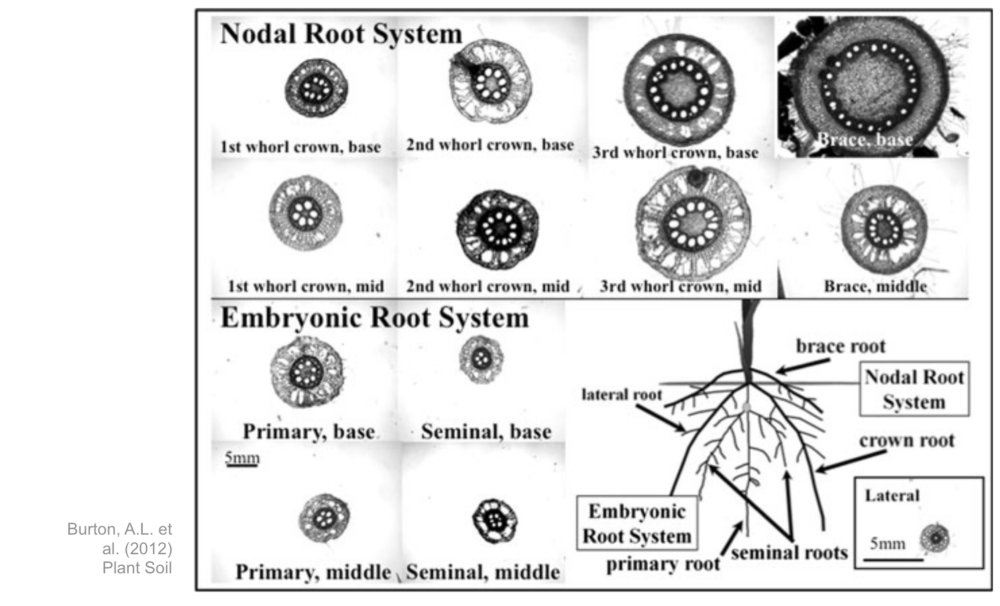 Nodal Root System
1st whorl crown, base
2nd whorl crown, base
3rd whorl crown, base
Brace, base
1st whorl crown, mid
2nd whorl crown, mid
3rd whorl crown, mid
Brace, middle
Embryonic Root System
Primary, base
Seminal, base
5mm
Primary, middle
Seminal, middle
brace root
Nodal Root
System
lateral root
crown root
Embryonic
Root System
primary root
seminal roots
Lateral
5mm
Burton, A.L. et
al. (2012)
Plant Soil